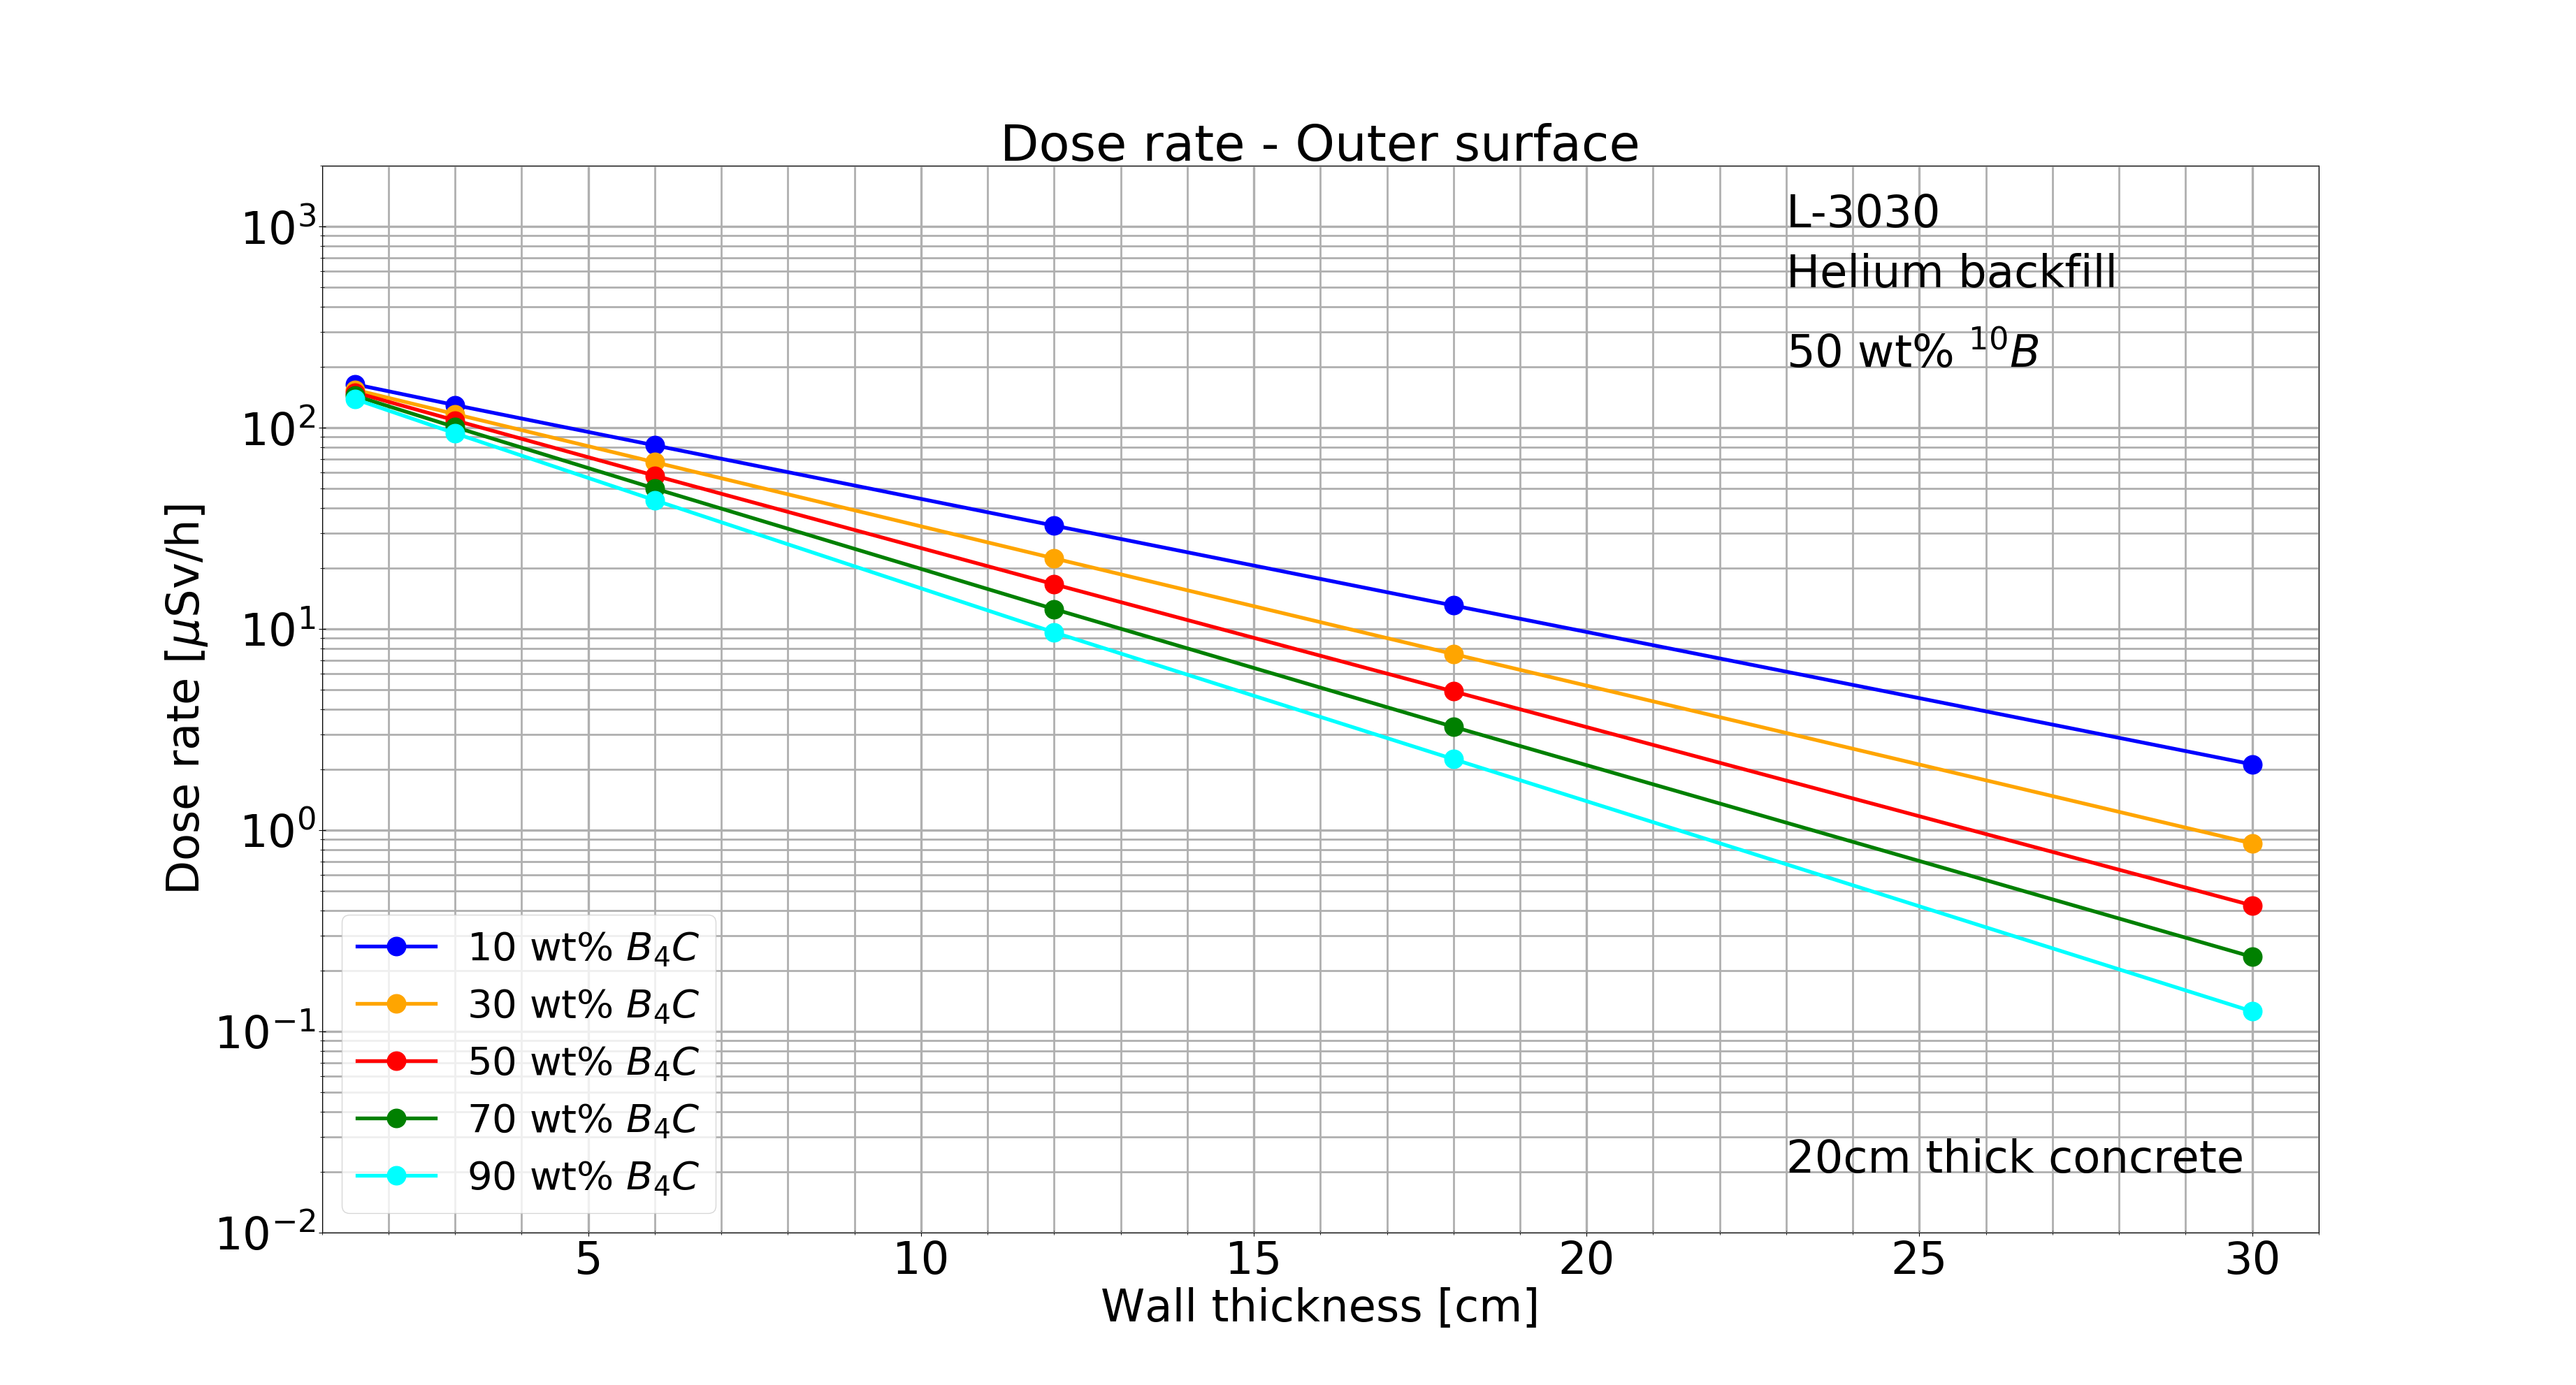 Dose rate - Outer surface
L-3030
Helium backfill
50 wt% ¹⁰B
20cm thick concrete
Dose rate [μSv/h]
10³
10²
10¹
10⁰
10⁻¹
10⁻²
10 wt% B₄C
30 wt% B₄C
50 wt% B₄C
70 wt% B₄C
90 wt% B₄C
5 10 15 20 25 30
Wall thickness [cm]